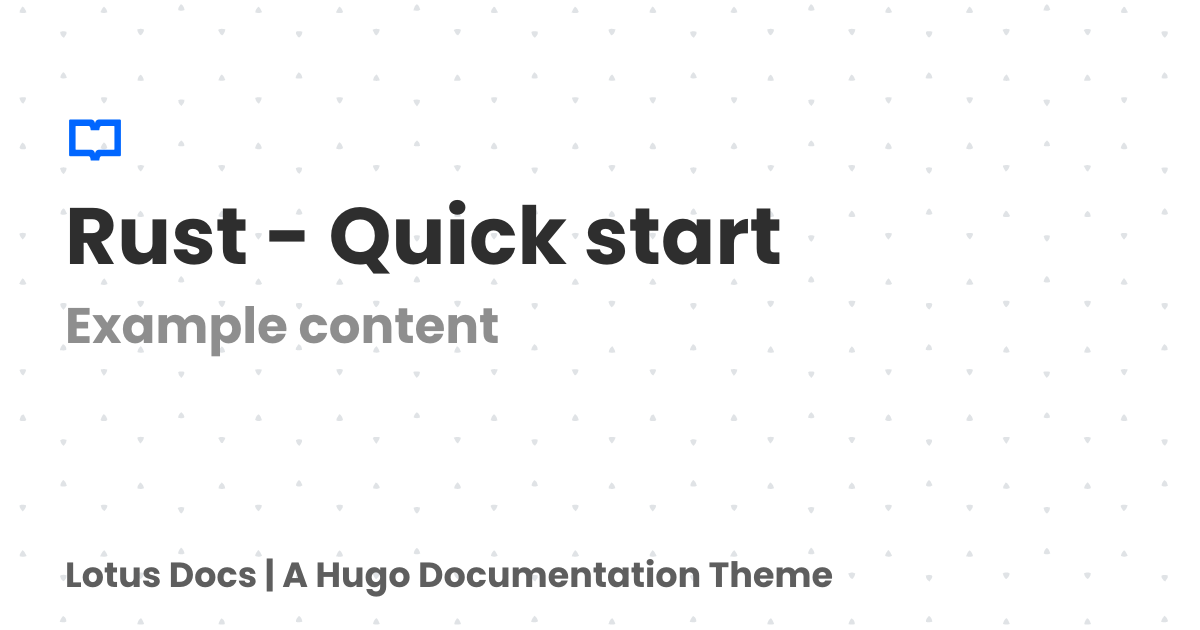 Rust – Quick start
Example content
Lotus Docs | A Hugo Documentation Theme